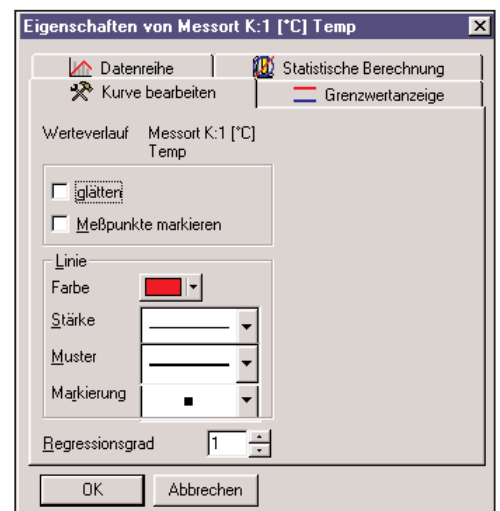 Eigenschaften von Messort K:1 [°C] Temp
Datenreihe
Statistische Berechnung
Kurve bearbeiten
Grenzwertanzeige
Werteverlauf Messort K:1 [°C]
Temp
glätten
Meßpunkte markieren
Linie
Farbe
Stärke
Muster
Markierung
Regressionsgrad 1
OK Abbrechen